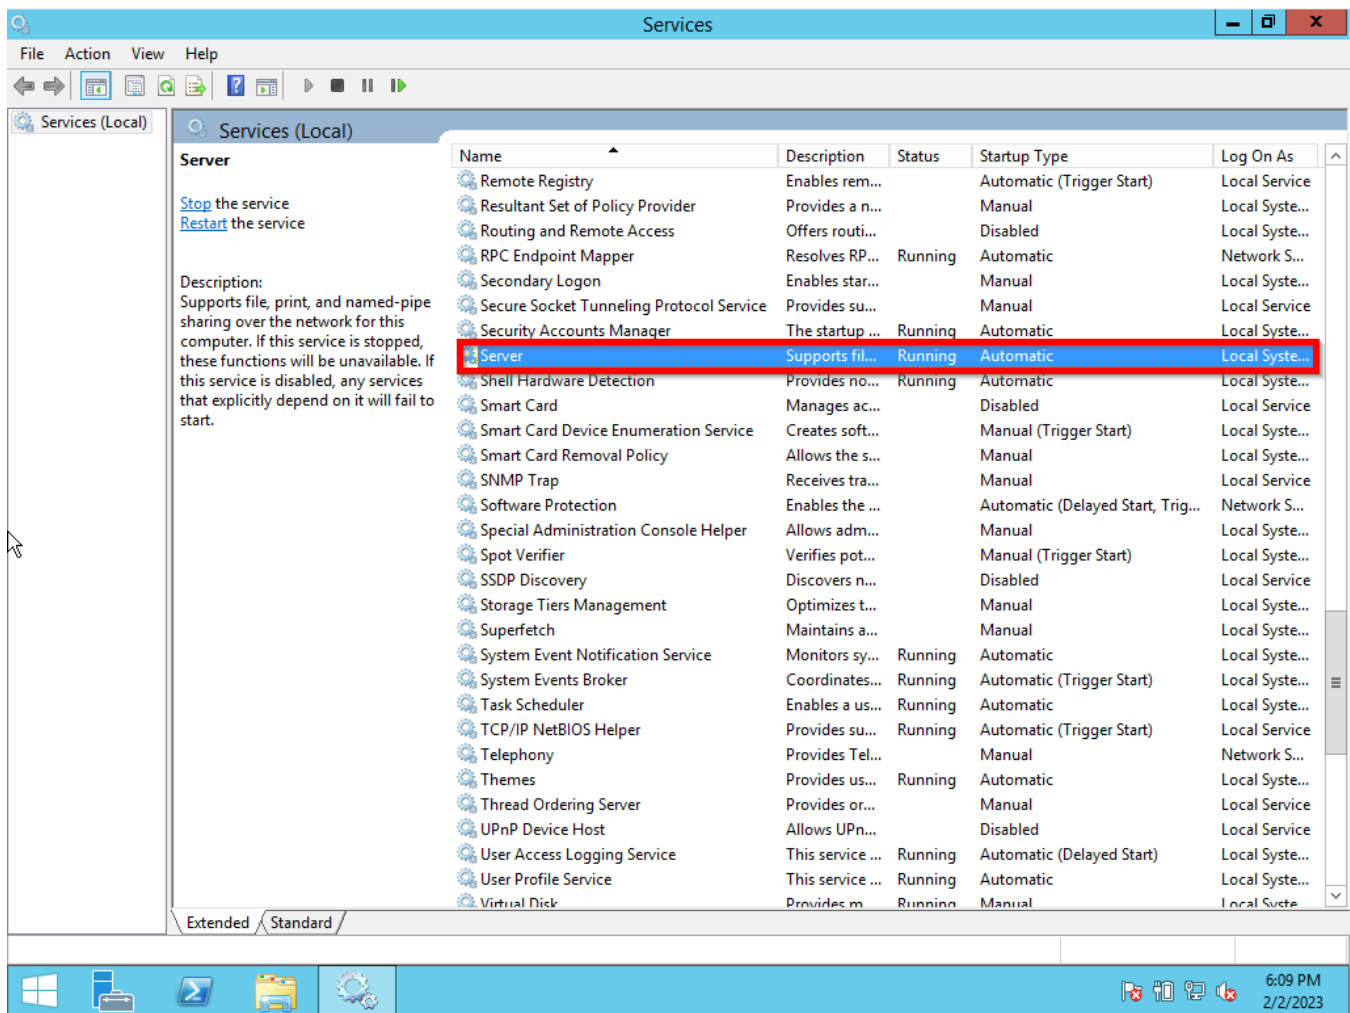 Services
File Action View Help
Services (Local)
Services (Local)
Server
Stop the service
Restart the service
Description:
Supports file, print, and named-pipe
sharing over the network for this
computer. If this service is stopped,
these functions will be unavailable. If
this service is disabled, any services
that explicitly depend on it will fail to
start.
Name Description Status Startup Type Log On As
Remote Registry Enables rem... Automatic (Trigger Start) Local Service
Resultant Set of Policy Provider Provides a n... Manual Local Syste...
Routing and Remote Access Enables routi... Disabled Local Syste...
RPC Endpoint Mapper Resolves RP... Running Automatic Network S...
Secondary Logon Enables star... Manual Local Syste...
Secure Socket Tunneling Protocol Service Provides su... Manual Local Service
Security Accounts Manager The startup ... Running Automatic Local Syste...
Server Supports fil... Running Automatic Local Syste...
Shell Hardware Detection Provides no... Running Automatic Local Syste...
Smart Card Manages ac... Disabled Local Service
Smart Card Device Enumeration Service Creates soft... Manual (Trigger Start) Local Syste...
Smart Card Removal Policy Allows the s... Manual Local Syste...
SNMP Trap Receives tra... Manual Local Service
Software Protection Enables the ... Automatic (Delayed Start, Trig... Network S...
Special Administration Console Helper Allows adm... Manual Local Syste...
Spot Verifier Verifies pot... Manual (Trigger Start) Local Syste...
SSDP Discovery Discovers n... Disabled Local Service
Storage Tiers Management Optimizes t... Manual Local Syste...
Superfetch Maintains a... Manual Local Syste...
System Event Notification Service Monitors sy... Running Automatic Local Syste...
System Events Broker Coordinates... Running Automatic (Trigger Start) Local Syste...
Task Scheduler Enables a us... Running Automatic Local Syste...
TCP/IP NetBIOS Helper Provides su... Running Automatic (Trigger Start) Local Service
Telephony Provides Tel... Manual Network S...
Themes Provides us... Running Automatic Local Syste...
Thread Ordering Server Provides or... Manual Local Service
UPnP Device Host Allows UPn... Disabled Local Service
User Access Logging Service This service ... Running Automatic (Delayed Start) Local Syste...
User Profile Service This service ... Running Automatic Local Syste...
Virtual Disk Provides m... Running Manual Local Syste...
Extended Standard
6:09 PM
2/2/2023